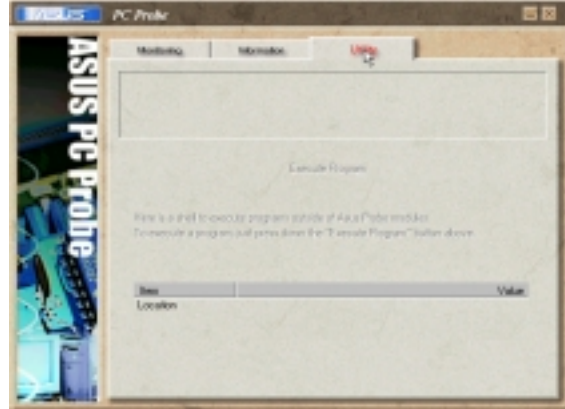 ASUS PC Probe
Monitoring Information Utility
ASUS PC Probe
Execute Program
Here is a shell to execute program outside of Asus Probe modules
To execute a program just press down the "Execute Program" button above.
Item Value
Location